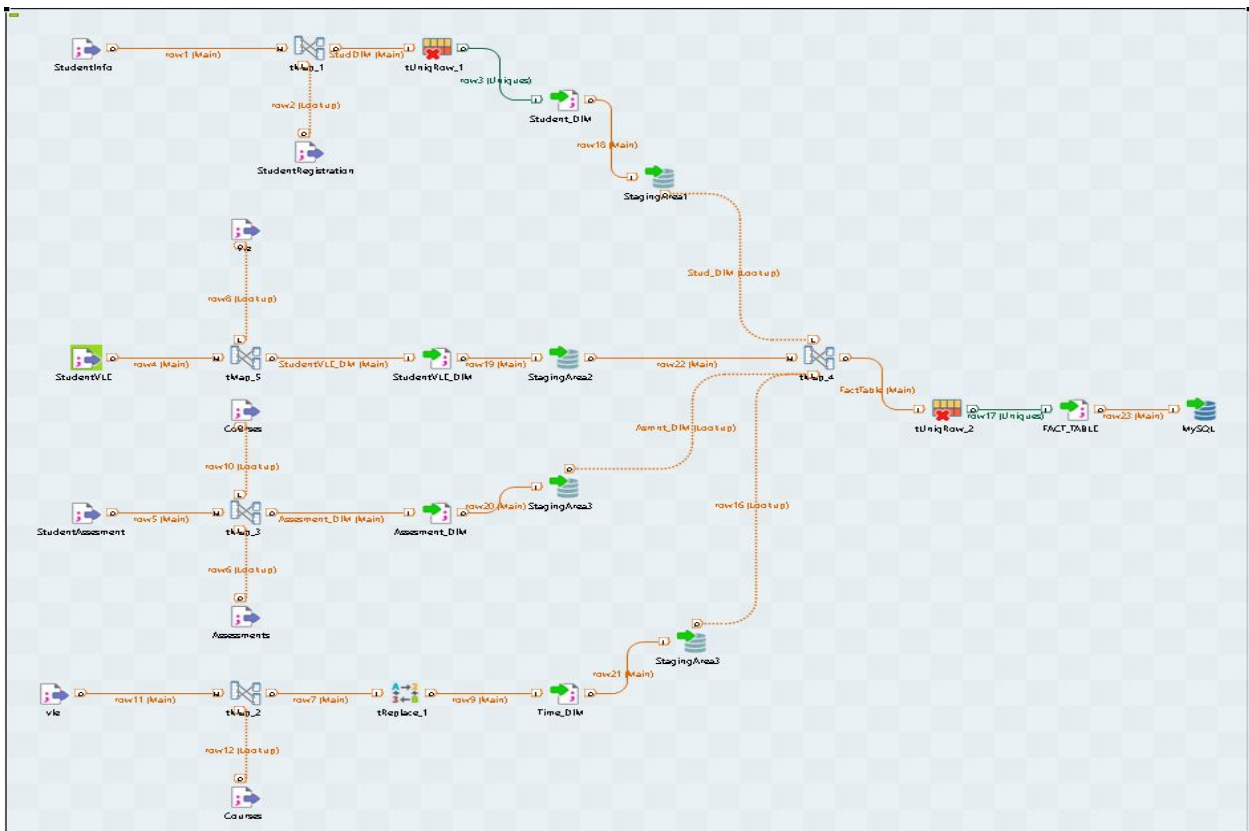 row1 (Main)
StudDIM (Main)
StudentInfo
tMap_1
tUniqRow_1
row3 (Uniques)
row2 (Lookup)
Student_DIM
row18 (Main)
StudentRegistration
StagingArea1
vle
Stud_DIM (Lookup)
row8 (Lookup)
row4 (Main)
StudentVLE_DM (Main)
row19 (Main)
row22 (Main)
StudentVLE
tMap_5
StudentVLE_DIM
StagingArea2
tMap_4
FactTable (Main)
row17 (Uniques)
row23 (Main)
Courses
tUniqRow_2
FACT_TABLE
MySQL
Asmnt_DIM (Lookup)
row10 (Lookup)
row5 (Main)
Assesment_DIM (Main)
row20 (Main)
StagingArea3
row16 (Lookup)
StudentAssesment
tMap_3
Assesment_DIM
row6 (Lookup)
Assessments
StagingArea3
row21 (Main)
row11 (Main)
row7 (Main)
row9 (Main)
vle
tMap_2
tReplace_1
Time_DIM
row12 (Lookup)
Courses